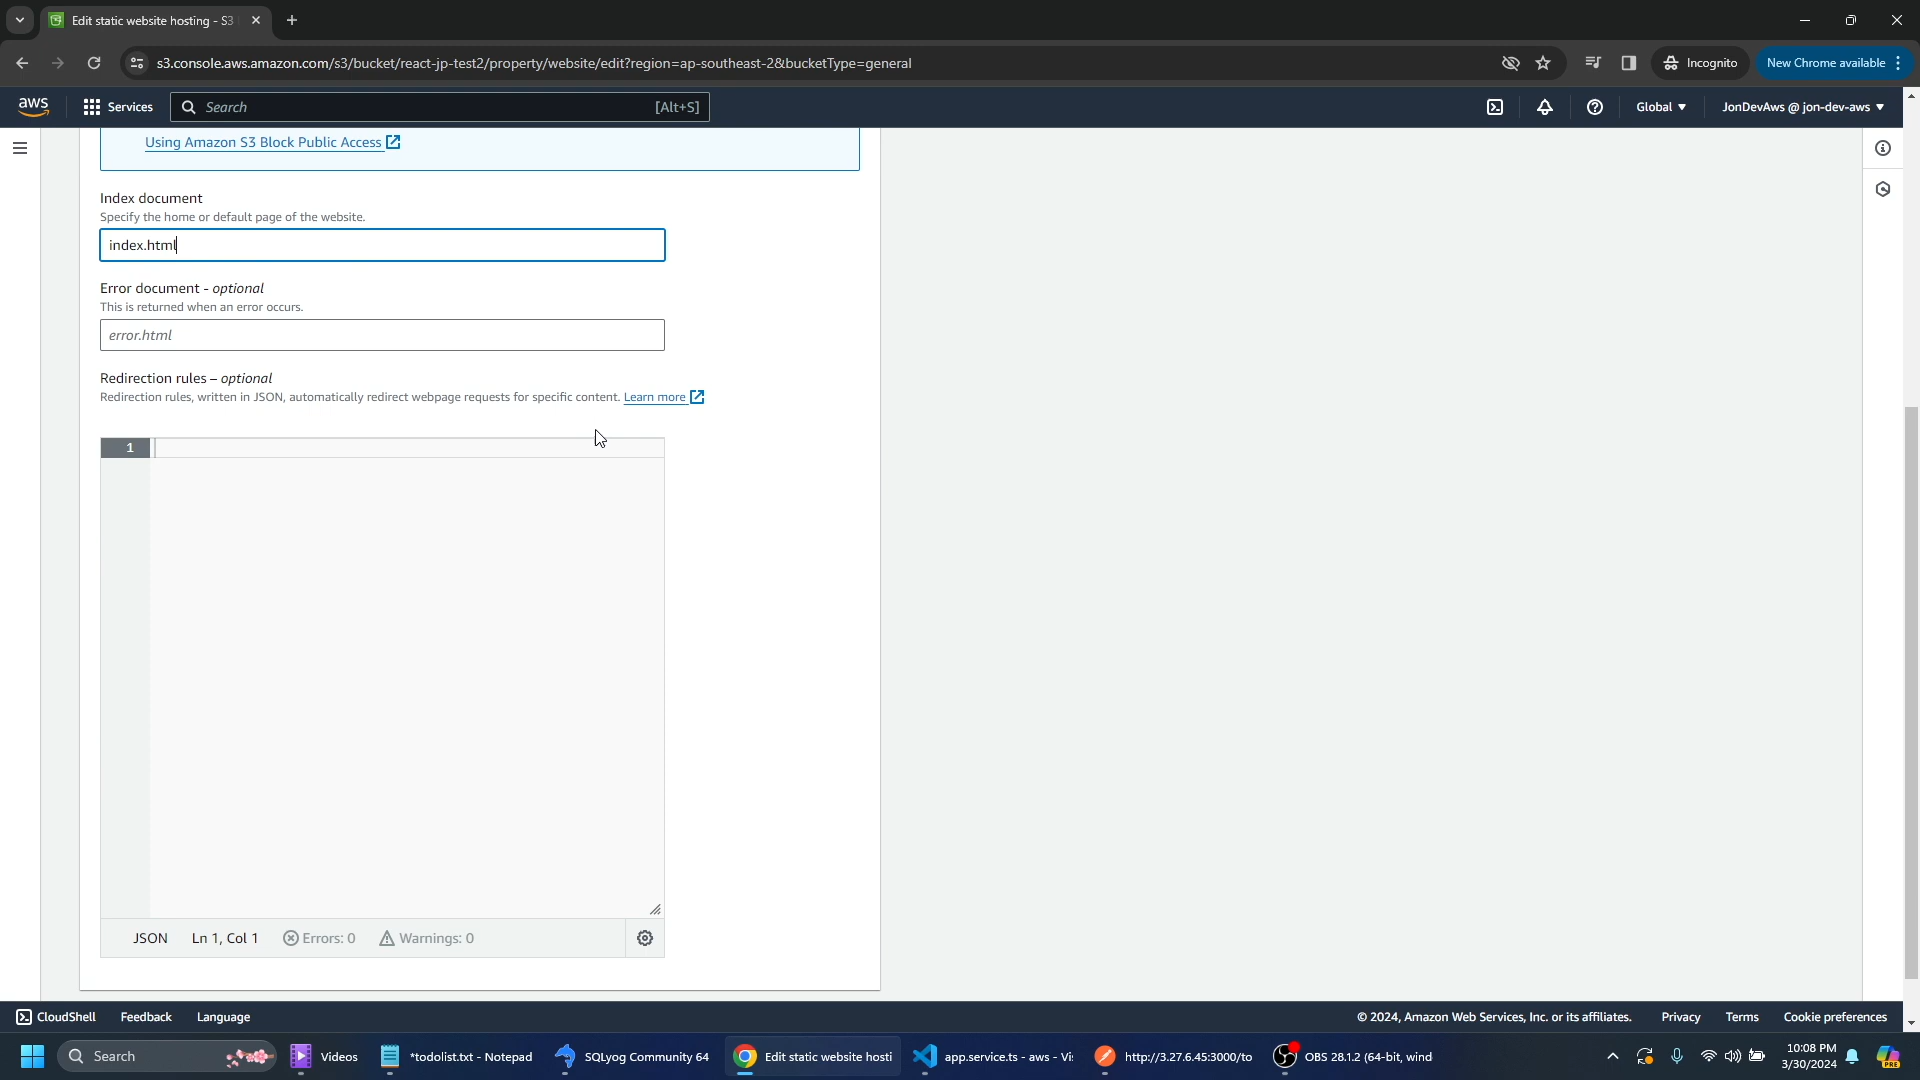 Edit static website hosting - S3
s3.console.aws.amazon.com/s3/bucket/react-jp-test2/property/website/edit?region=ap-southeast-2&bucketType=general
Incognito
New Chrome available
aws
Services
Search
[Alt+S]
Global
JonDevAws @ jon-dev-aws
Using Amazon S3 Block Public Access
Index document
Specify the home or default page of the website.
index.html
Error document - optional
This is returned when an error occurs.
error.html
Redirection rules – optional
Redirection rules, written in JSON, automatically redirect webpage requests for specific content. Learn more
1
JSON
Ln 1, Col 1
Errors: 0
Warnings: 0
CloudShell
Feedback
Language
© 2024, Amazon Web Services, Inc. or its affiliates.
Privacy
Terms
Cookie preferences
Search
Videos
*todolist.txt - Notepad
SQLyog Community 64
Edit static website hosti
app.service.ts - aws - Vi
http://3.27.6.45:3000/to
OBS 28.1.2 (64-bit, wind
10:08 PM
3/30/2024
PRE